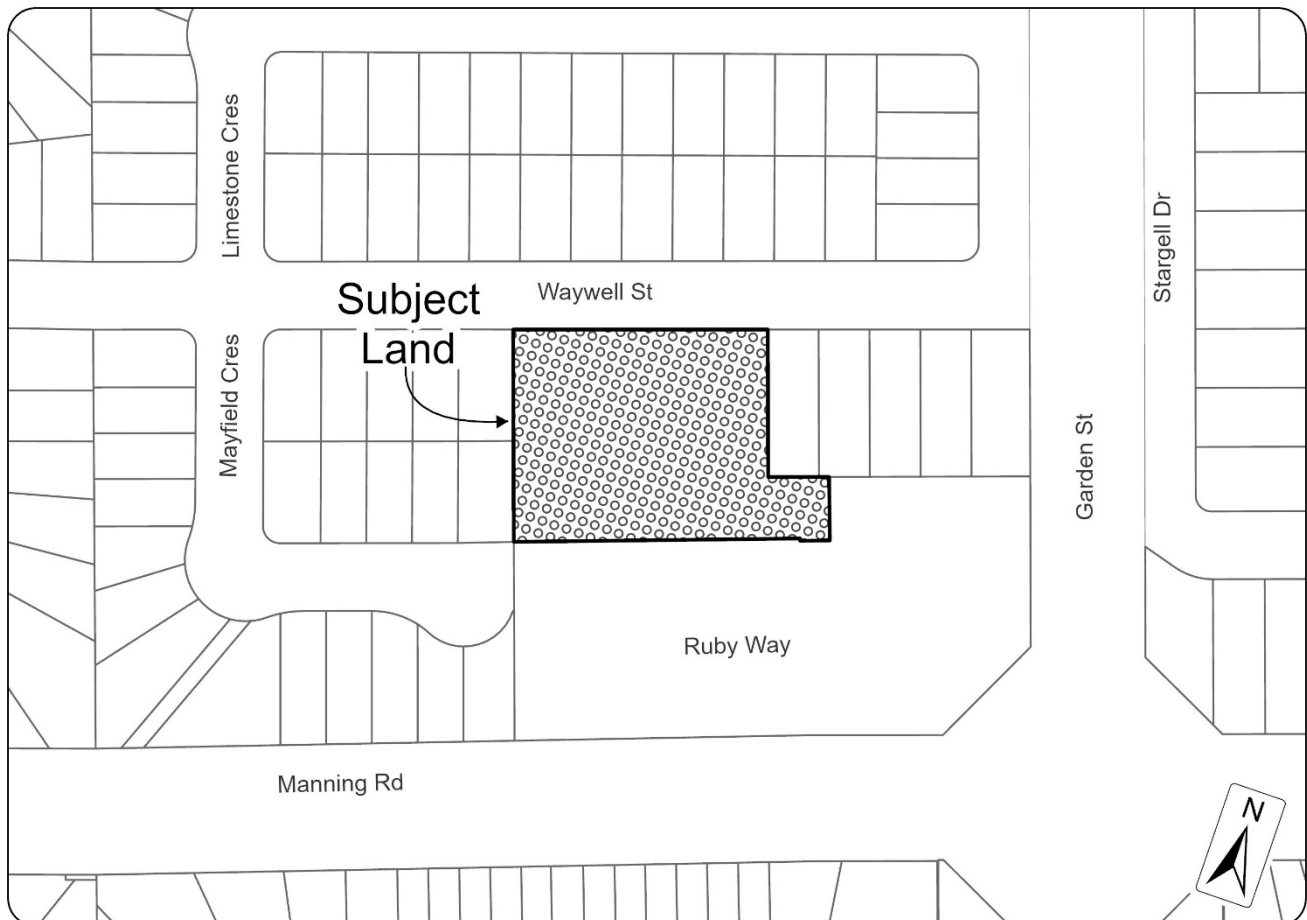 Limestone Cres
Stargell Dr
Subject
Land
Waywell St
Mayfield Cres
Garden St
Ruby Way
Manning Rd
N